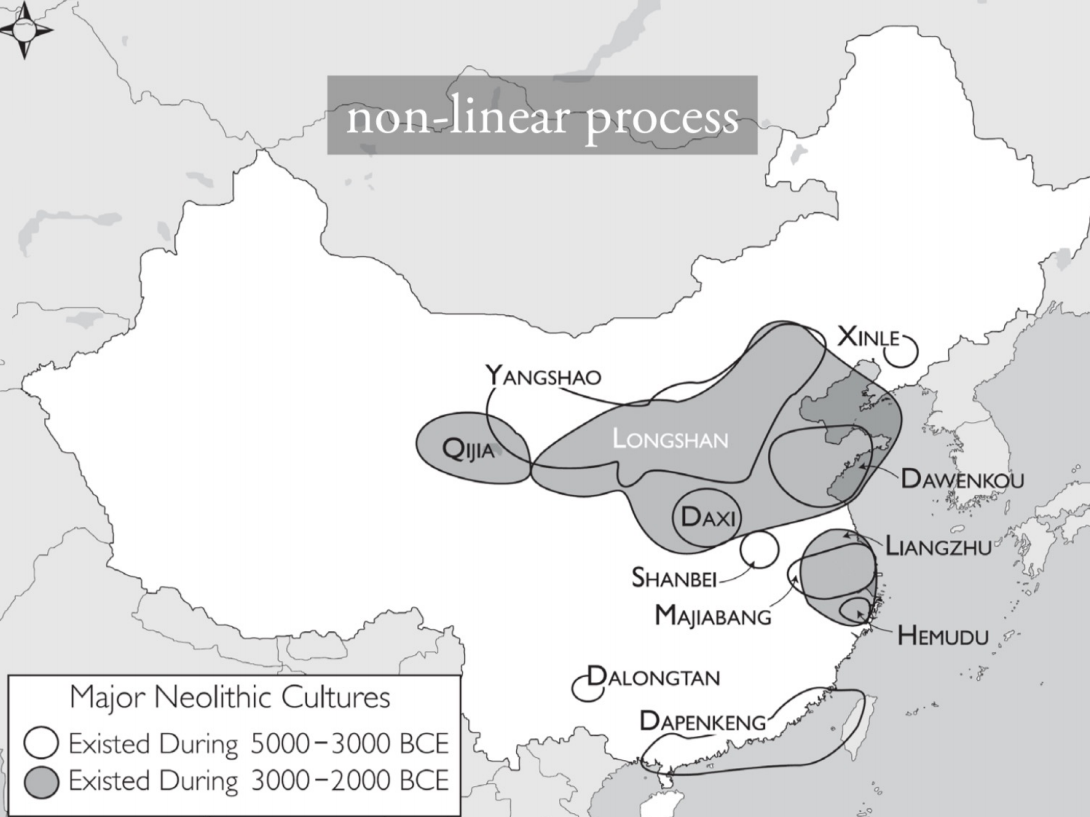 non-linear process
XINLE
YANGSHAO
LONGSHAN
QIJIA
DAWENKOU
DAXI
LIANGZHU
SHANBEI
MAJIABANG
HEMUDU
DALONGTAN
DAPENKENG
Major Neolithic Cultures
Existed During 5000–3000 BCE
Existed During 3000–2000 BCE